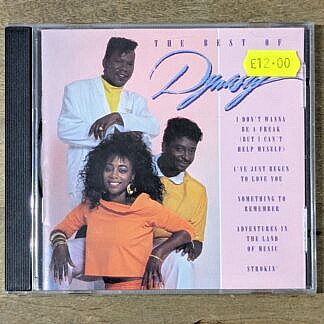 THE BEST OF
Dynasty
£12.00
I DON'T WANNA
BE A FREAK
(BUT I CAN'T
HELP MYSELF)
I'VE JUST BEGUN
TO LOVE YOU
SOMETHING TO
REMEMBER
ADVENTURES IN
THE LAND
OF MUSIC
STROKIN'